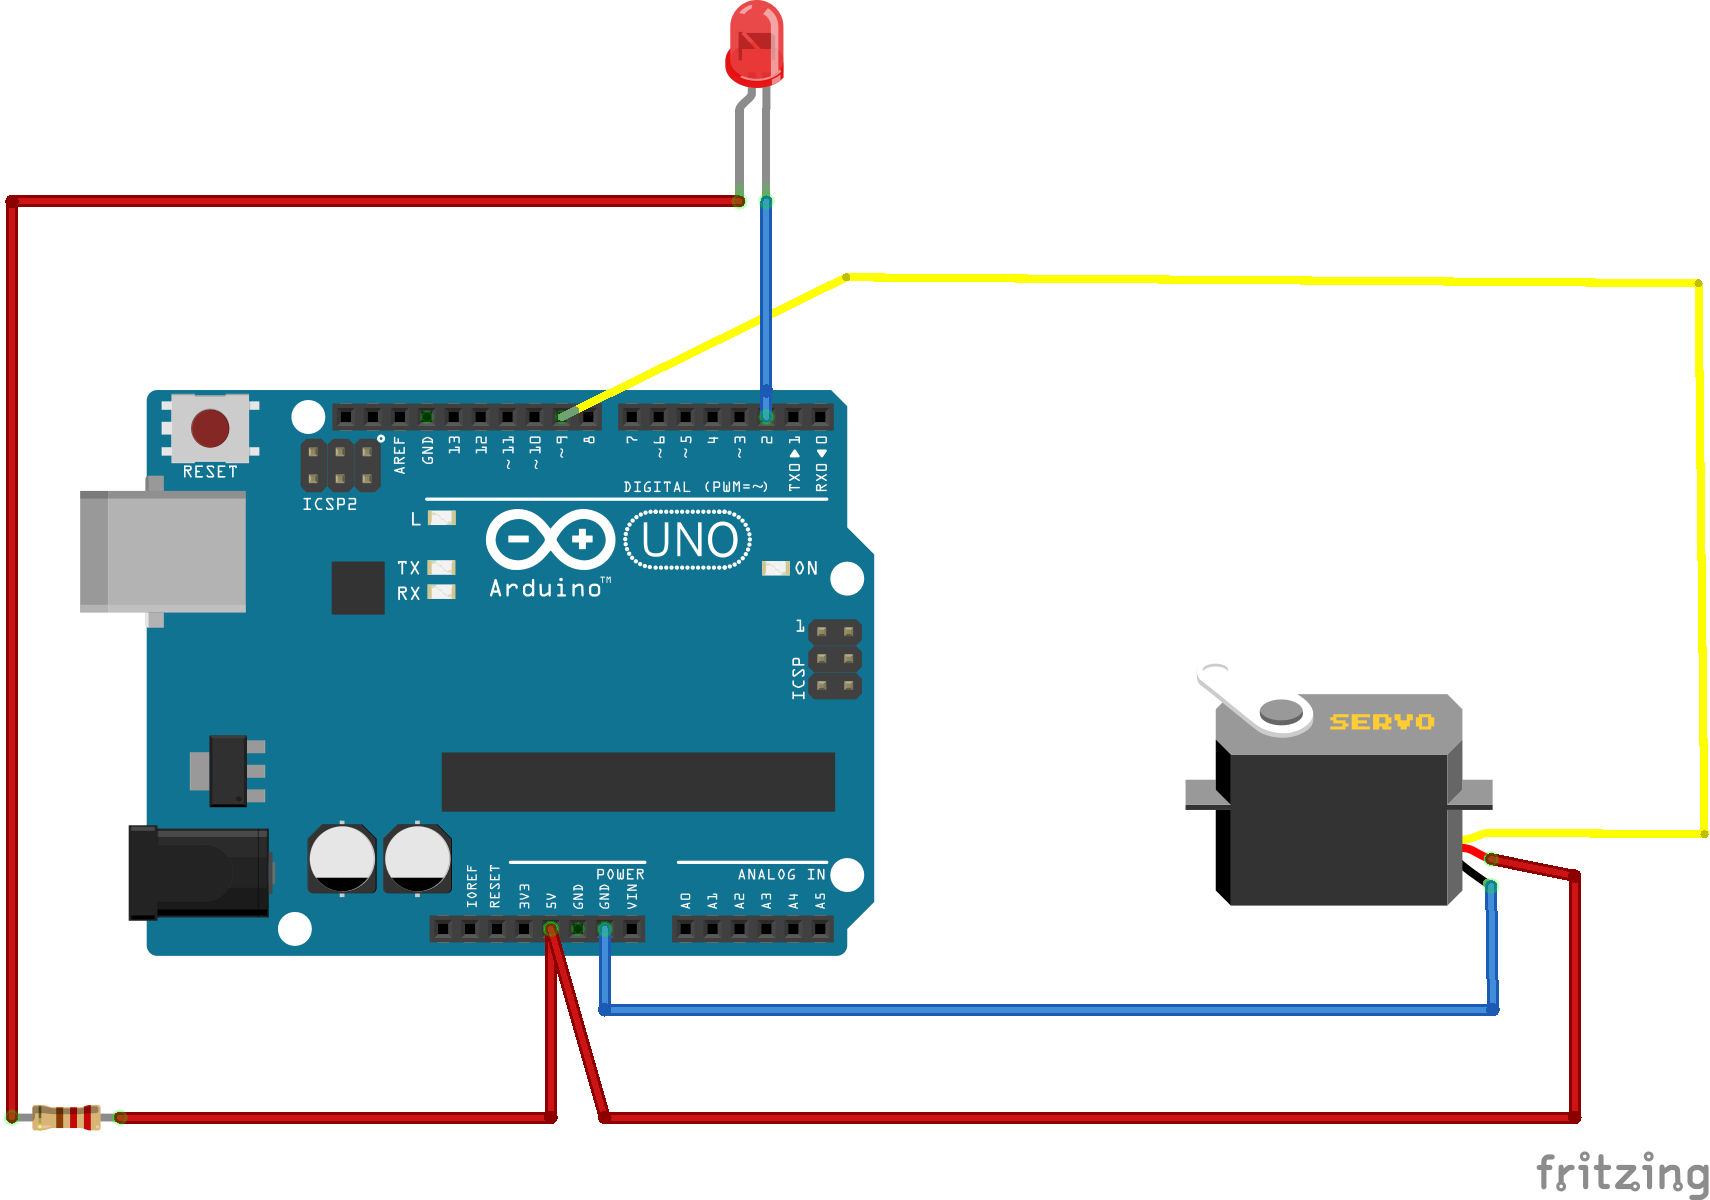 RESET
ICSP2
AREF
GND
13
12
~11
~10
~9
8
7
~6
~5
4
~3
2
TX0 ▶ 1
RX0 ◀ 0
DIGITAL (PWM=~)
L
TX
RX
Arduino™
UNO
ON
1
ICSP
SERVO
POWER
ANALOG IN
IOREF
RESET
3V3
5V
GND
GND
VIN
A0
A1
A2
A3
A4
A5
fritzing